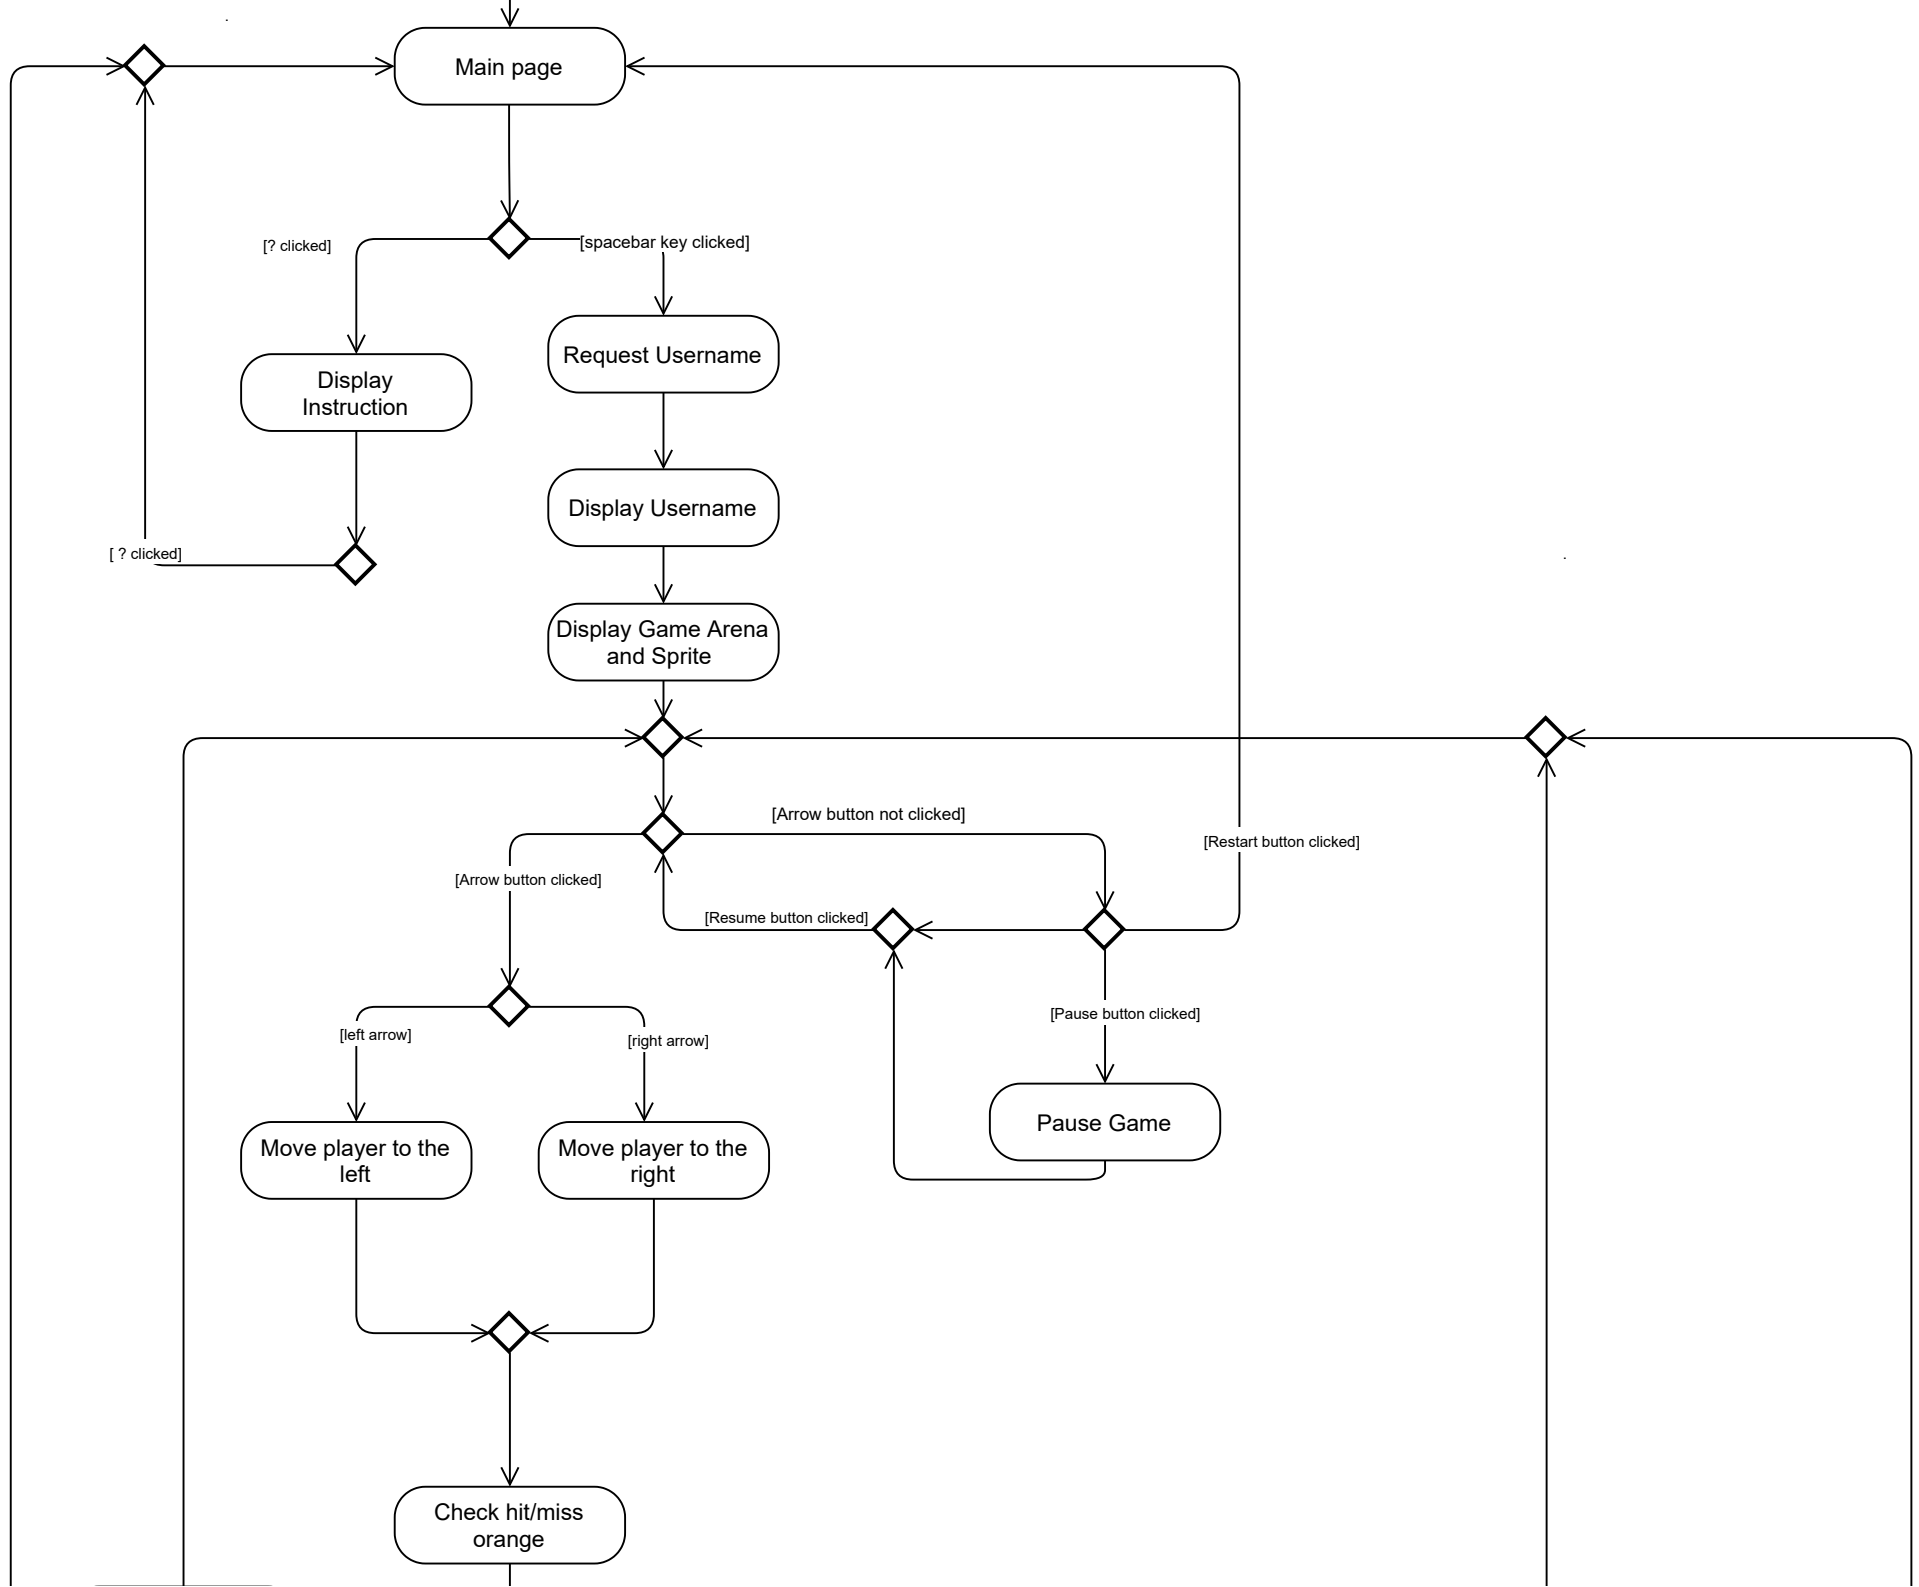 Main page
[? clicked]
[spacebar key clicked]
Request Username
Display
Instruction
Display Username
[ ? clicked]
Display Game Arena
and Sprite
[Arrow button not clicked]
[Restart button clicked]
[Arrow button clicked]
[Resume button clicked]
[Pause button clicked]
[left arrow]
[right arrow]
Pause Game
Move player to the
left
Move player to the
right
Check hit/miss
orange